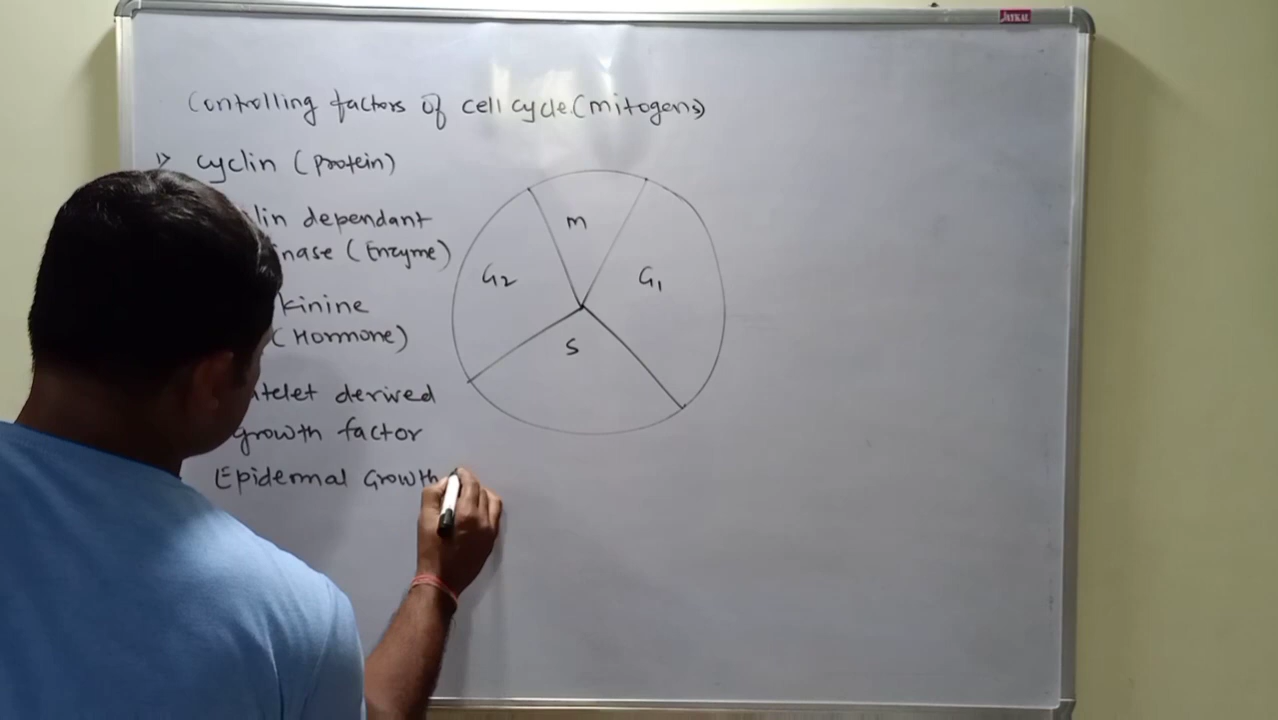 JAYKAL
Controlling factors of cell cycle.(mitogens)
1> cyclin (protein)
lin dependant
nase (Enzyme)
kinine
(Hormone)
telet derived
growth factor
Epidermal Growth
M
G2
G1
S